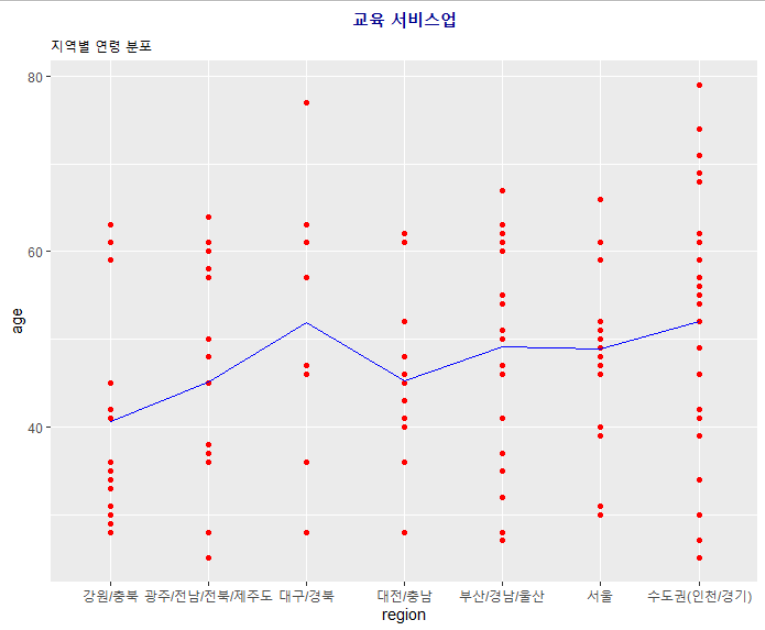 교육 서비스업
지역별 연령 분포
80
60
40
age
강원/충북 광주/전남/전북/제주도 대구/경북 대전/충남 부산/경남/울산 서울 수도권(인천/경기)
region